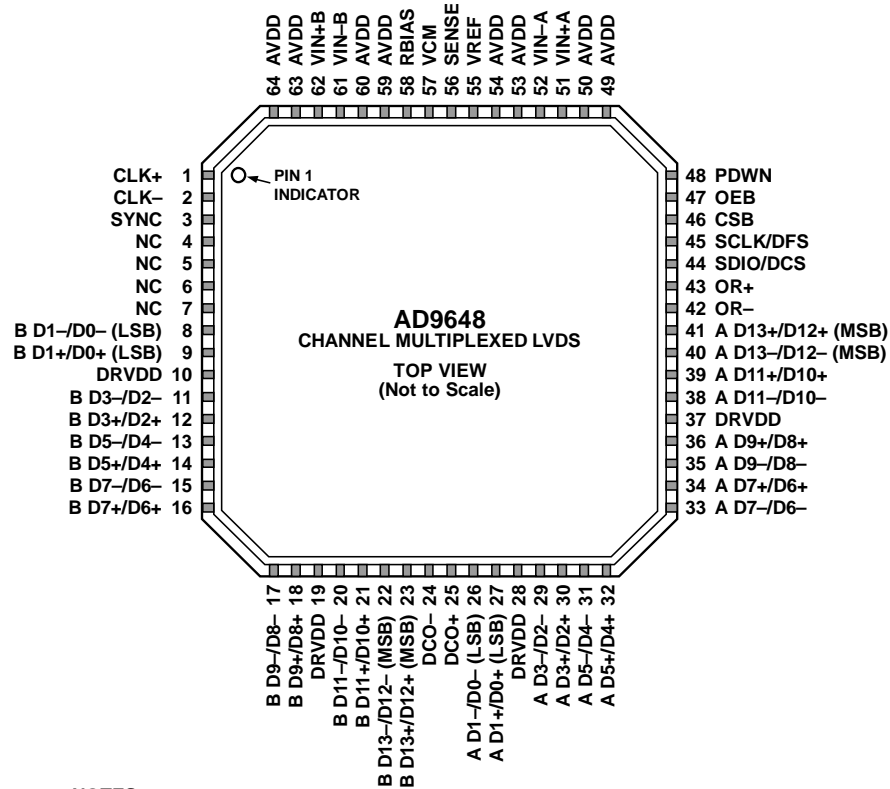 64 AVDD
63 AVDD
62 VIN+B
61 VIN–B
60 AVDD
59 AVDD
58 RBIAS
57 VCM
56 SENSE
55 VREF
54 AVDD
53 AVDD
52 VIN–A
51 VIN+A
50 AVDD
49 AVDD
CLK+ 1
CLK– 2
SYNC 3
NC 4
NC 5
NC 6
NC 7
B D1–/D0– (LSB) 8
B D1+/D0+ (LSB) 9
DRVDD 10
B D3–/D2– 11
B D3+/D2+ 12
B D5–/D4– 13
B D5+/D4+ 14
B D7–/D6– 15
B D7+/D6+ 16
PIN 1
INDICATOR
AD9648
CHANNEL MULTIPLEXED LVDS
TOP VIEW
(Not to Scale)
48 PDWN
47 OEB
46 CSB
45 SCLK/DFS
44 SDIO/DCS
43 OR+
42 OR–
41 A D13+/D12+ (MSB)
40 A D13–/D12– (MSB)
39 A D11+/D10+
38 A D11–/D10–
37 DRVDD
36 A D9+/D8+
35 A D9–/D8–
34 A D7+/D6+
33 A D7–/D6–
B D9–/D8– 17
B D9+/D8+ 18
DRVDD 19
B D11–/D10– 20
B D11+/D10+ 21
B D13–/D12– (MSB) 22
B D13+/D12+ (MSB) 23
DCO– 24
DCO+ 25
A D1–/D0– (LSB) 26
A D1+/D0+ (LSB) 27
DRVDD 28
A D3–/D2– 29
A D3+/D2+ 30
A D5–/D4– 31
A D5+/D4+ 32